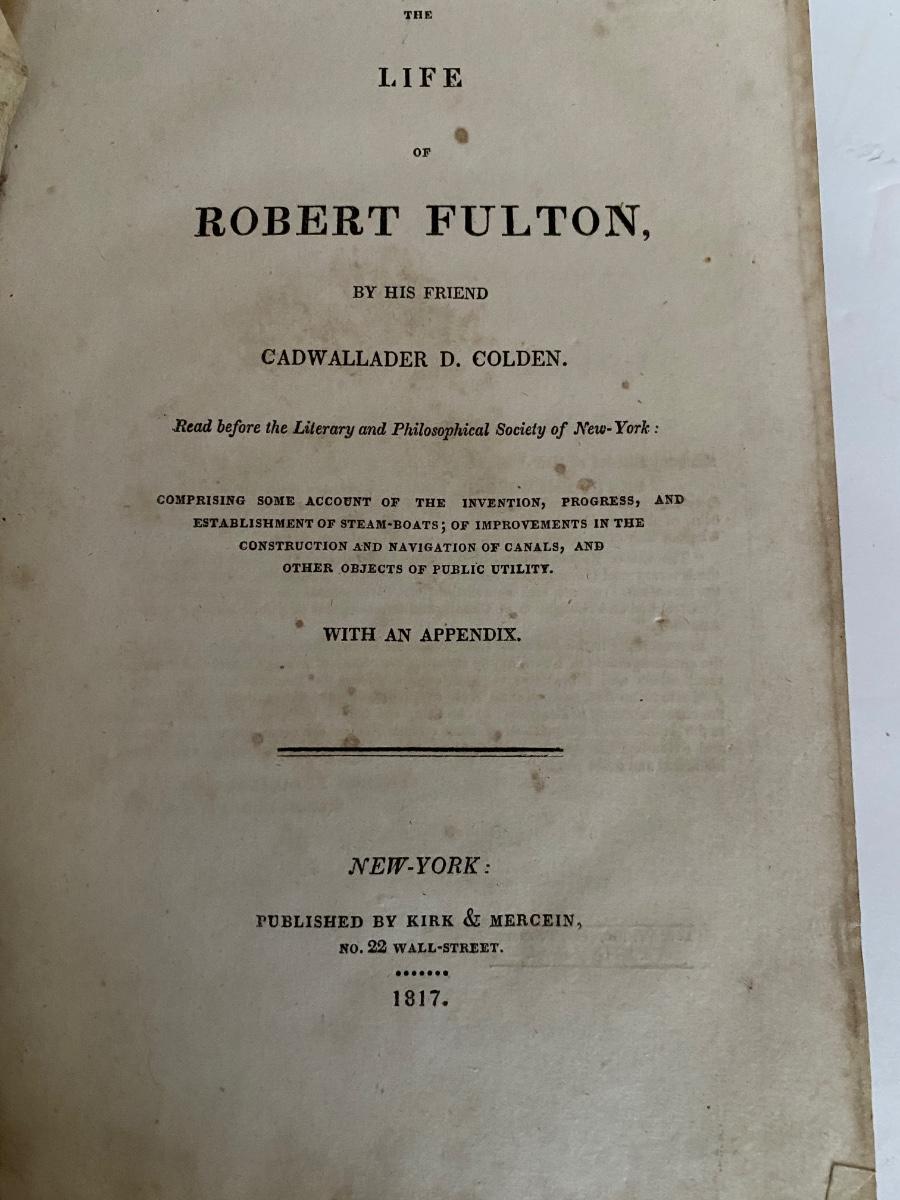 THE
LIFE
OF
ROBERT FULTON,
BY HIS FRIEND
CADWALLADER D. COLDEN.
Read before the Literary and Philosophical Society of New-York:
COMPRISING SOME ACCOUNT OF THE INVENTION, PROGRESS, AND
ESTABLISHMENT OF STEAM-BOATS; OF IMPROVEMENTS IN THE
CONSTRUCTION AND NAVIGATION OF CANALS, AND
OTHER OBJECTS OF PUBLIC UTILITY.
WITH AN APPENDIX.
NEW-YORK:
PUBLISHED BY KIRK & MERCEIN,
NO. 22 WALL-STREET.
.......
1817.